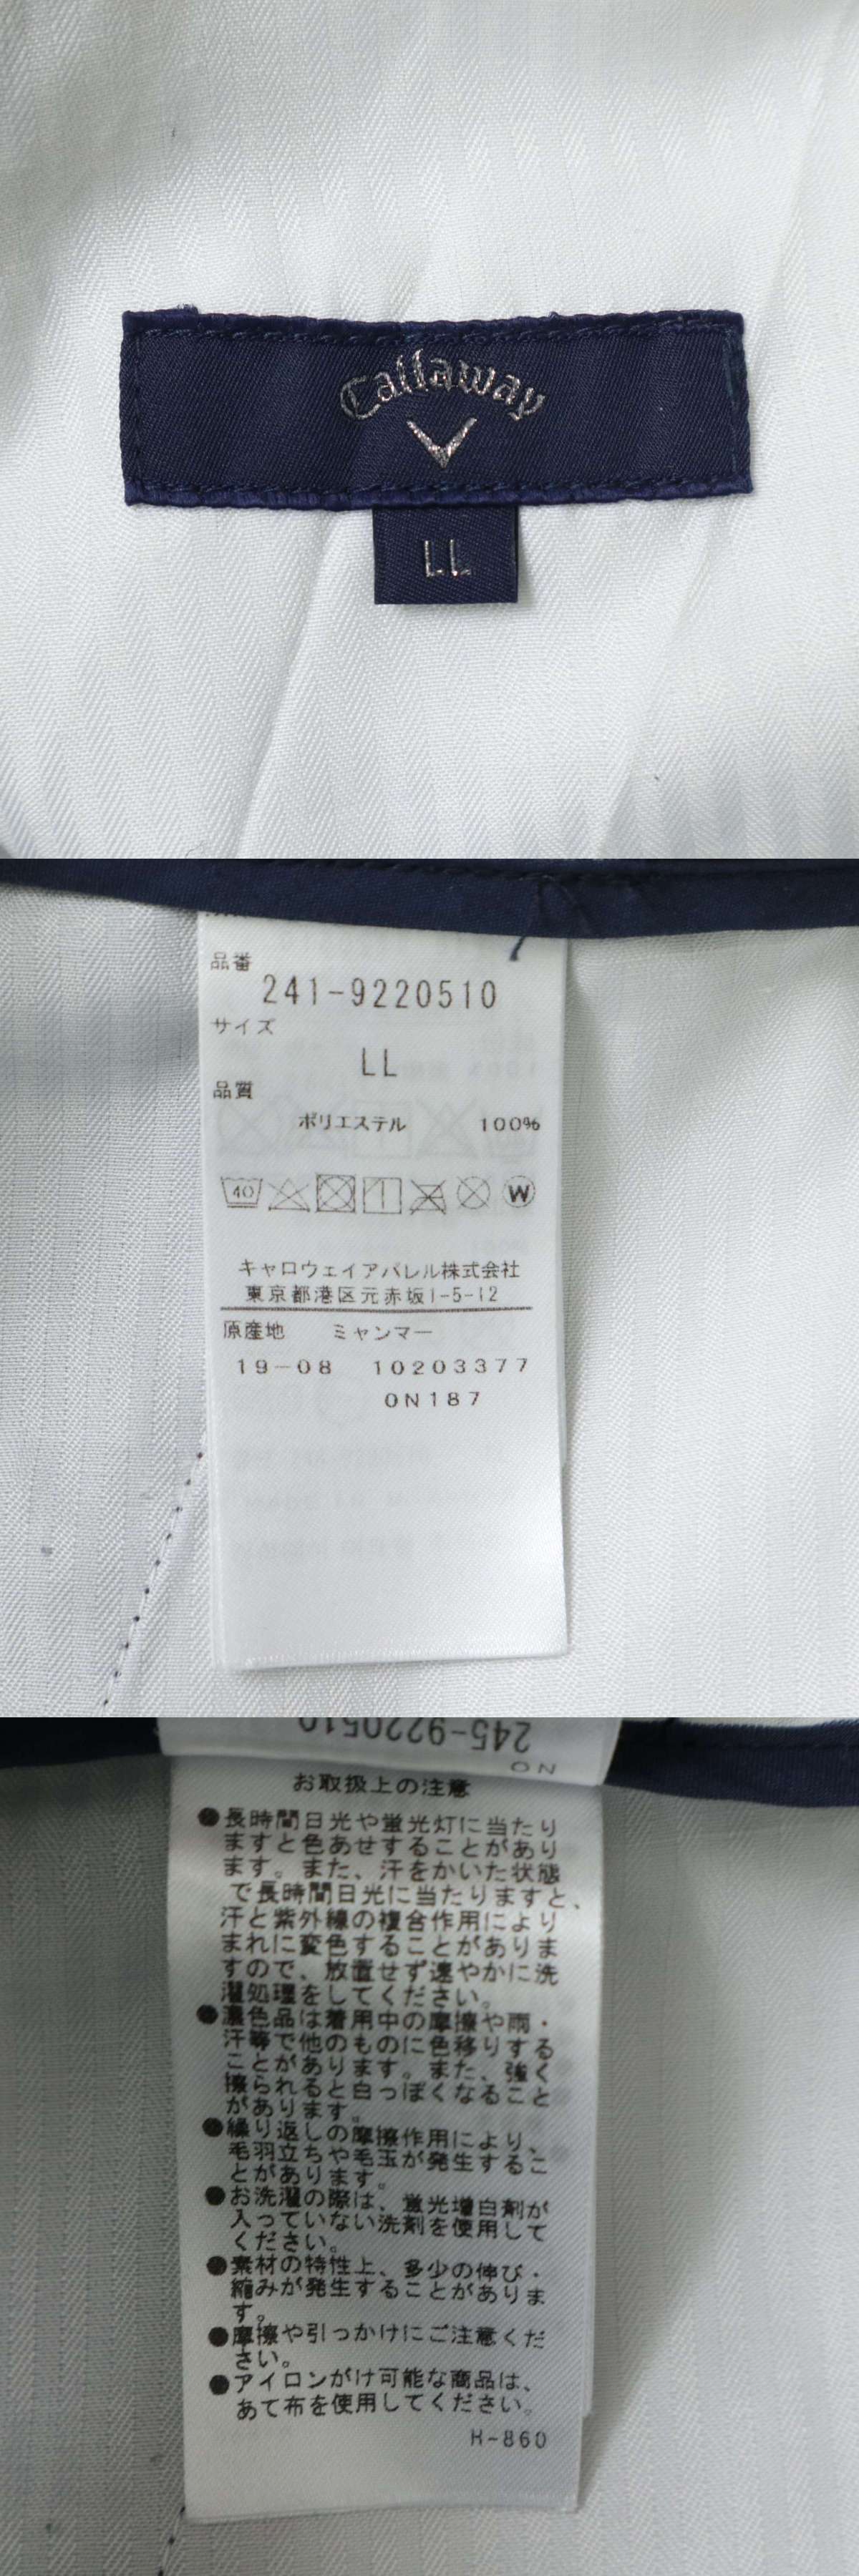 Callaway
LL
品番
241-9220510
サイズ
LL
品質
ポリエステル 100%
40
W
キャロウェイアパレル株式会社
東京都港区元赤坂1-5-12
原産地 ミャンマー
19-08 10203377
0N187
245-9220510
NO
お取扱上の注意
●長時間日光や蛍光灯に当たり
ますと色あせすることがあり
ます。また、汗をかいた状態
で長時間日光に当たりますと、
汗と紫外線の複合作用により
まれに変色することがありま
すので、放置せず速やかに洗
濯処理をしてください。
●濃色品は着用中の摩擦や雨・
汗等で他のものに色移りする
ことがあります。また、強く
擦られると白っぽくなること
があります。
●繰り返しの摩擦作用により、
毛羽立ちや毛玉が発生するこ
とがあります。
●お洗濯の際は、蛍光増白剤が
入っていない洗剤を使用して
ください。
●素材の特性上、多少の伸び・
縮みが発生することがありま
す。
●摩擦や引っかけにご注意くだ
さい。
●アイロンがけ可能な商品は、
あて布を使用してください。
R-860